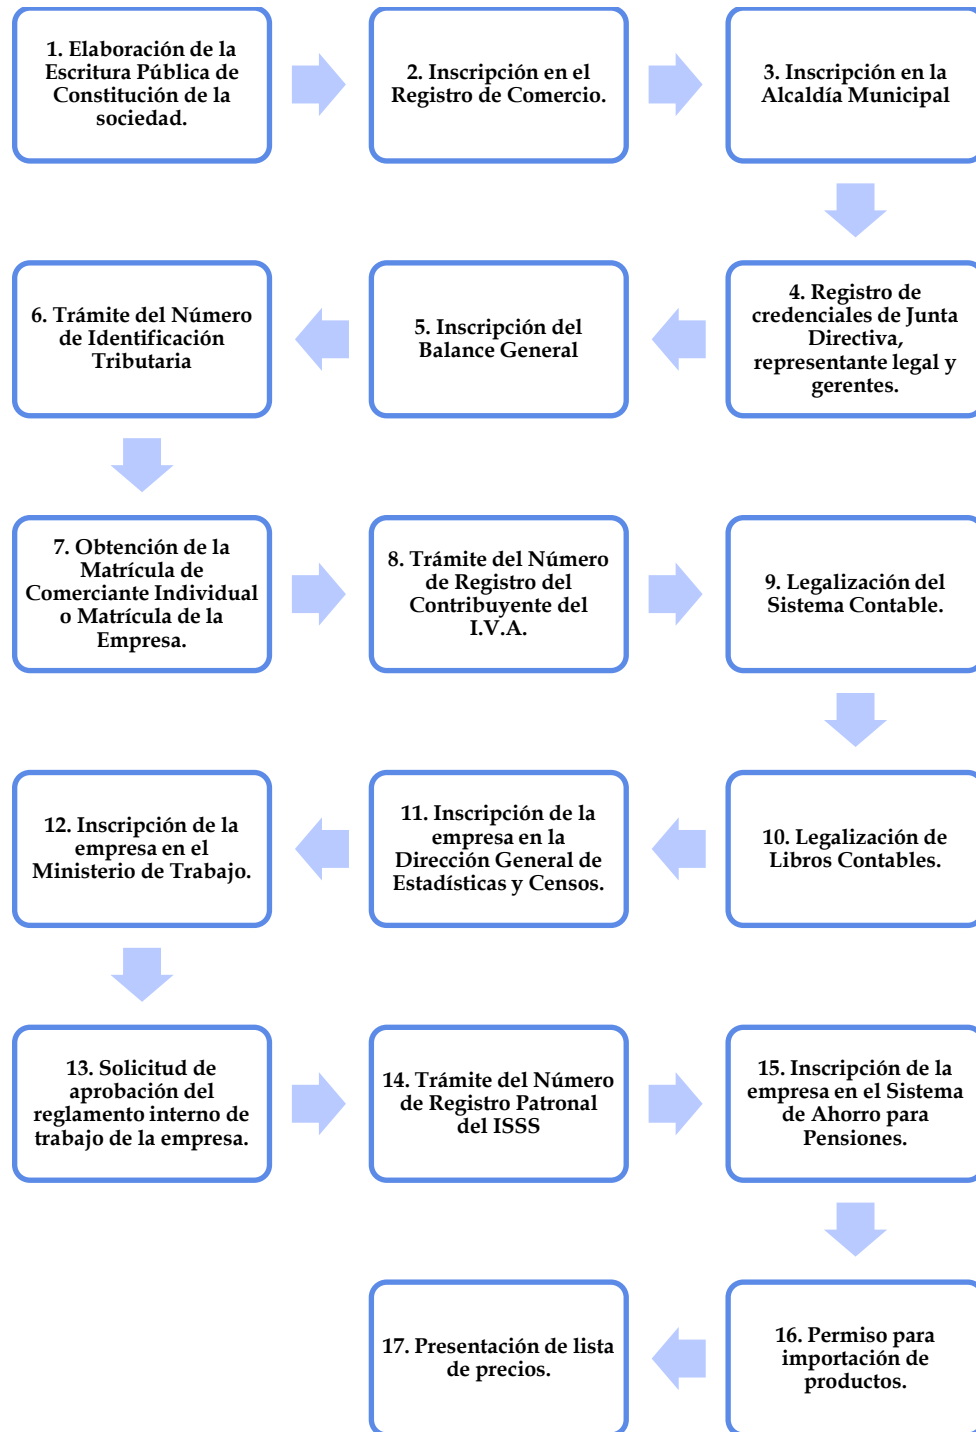 1. Elaboración de la
Escritura Pública de
Constitución de la
sociedad.
2. Inscripción en el
Registro de Comercio.
3. Inscripción en la
Alcaldía Municipal
4. Registro de
credenciales de Junta
Directiva,
representante legal y
gerentes.
5. Inscripción del
Balance General
6. Trámite del Número
de Identificación
Tributaria
7. Obtención de la
Matrícula de
Comerciante Individual
o Matrícula de la
Empresa.
8. Trámite del Número
de Registro del
Contribuyente del
I.V.A.
9. Legalización del
Sistema Contable.
10. Legalización de
Libros Contables.
11. Inscripción de la
empresa en la
Dirección General de
Estadísticas y Censos.
12. Inscripción de la
empresa en el
Ministerio de Trabajo.
13. Solicitud de
aprobación del
reglamento interno de
trabajo de la empresa.
14. Trámite del Número
de Registro Patronal
del ISSS
15. Inscripción de la
empresa en el Sistema
de Ahorro para
Pensiones.
16. Permiso para
importación de
productos.
17. Presentación de lista
de precios.